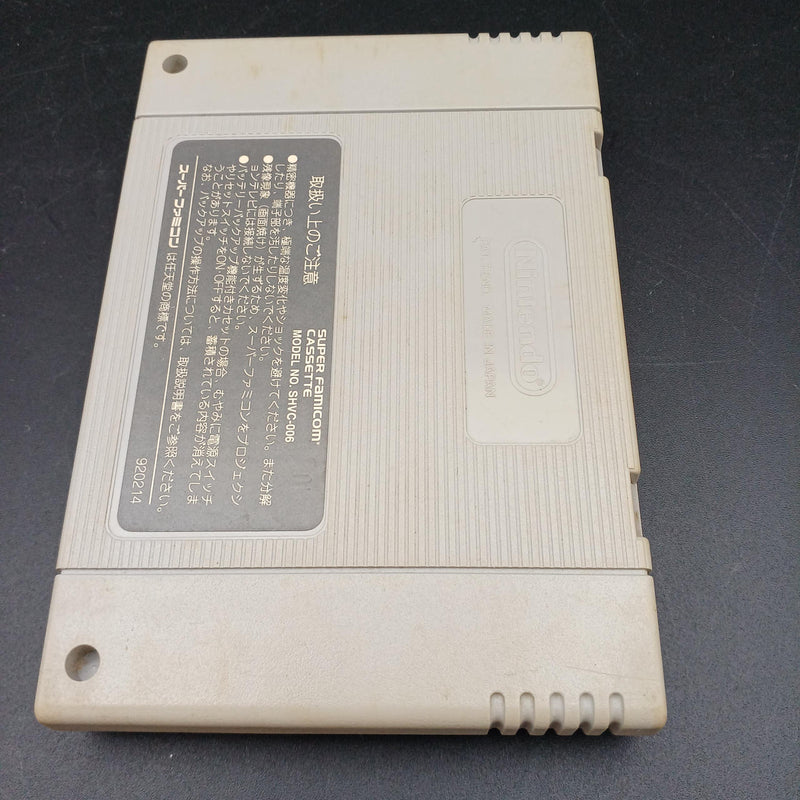 取扱い上のご注意
SUPER FAMICOM®
CASSETTE
MODEL NO. SHVC-006
●精密機器につき、極端な温度変化やショックを避けてください。また分解
したり、端子部を汚したりしないでください。
●残像現象（画面焼け）が生ずるため、スーパーファミコンをプロジェクシ
ョンテレビには接続しないでください。
●バッテリーバックアップ機能付きカセットの場合、むやみに電源スイッチ
やリセットスイッチをON・OFFすると、蓄積されている内容が消えてしま
うことがあります。
なお、バックアップの操作方法については、取扱説明書をご参照ください。
スーパーファミコンは任天堂の商標です。
920214
Nintendo®
PAT. PEND. MADE IN JAPAN